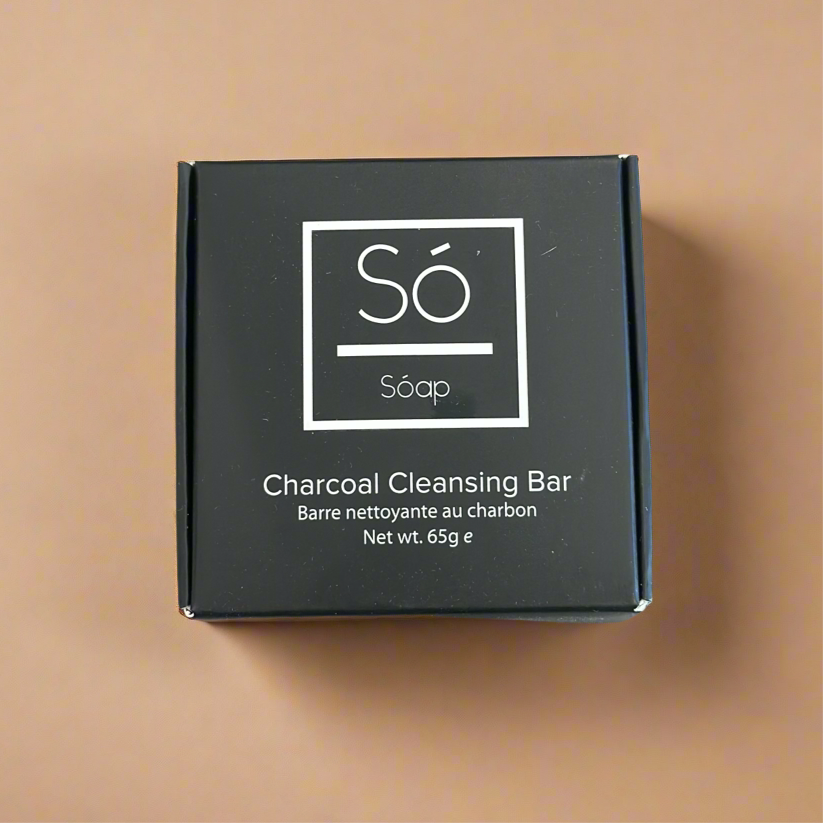 Só
Sóap
Charcoal Cleansing Bar
Barre nettoyante au charbon
Net wt. 65g e